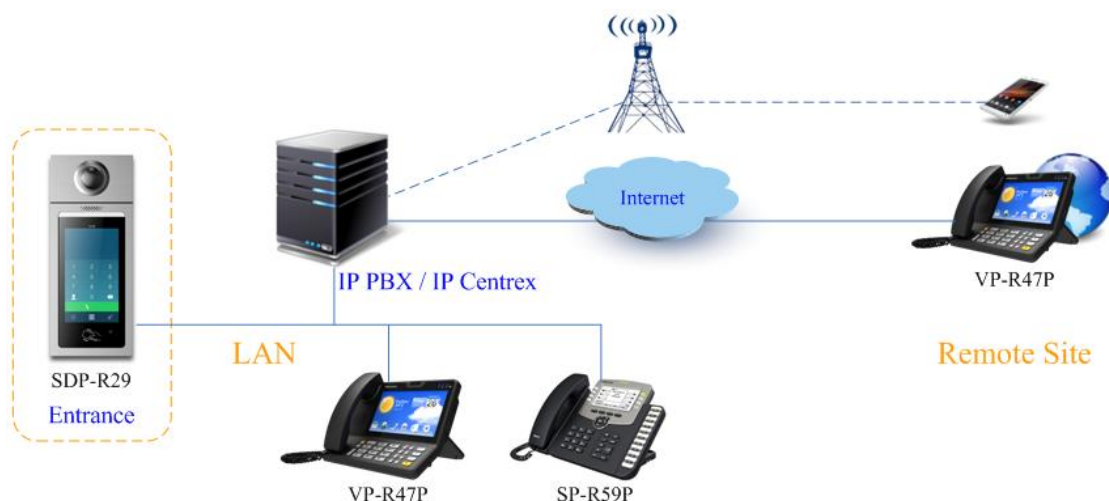 Internet
IP PBX / IP Centrex
VP-R47P
LAN
Remote Site
SDP-R29
Entrance
VP-R47P
SP-R59P